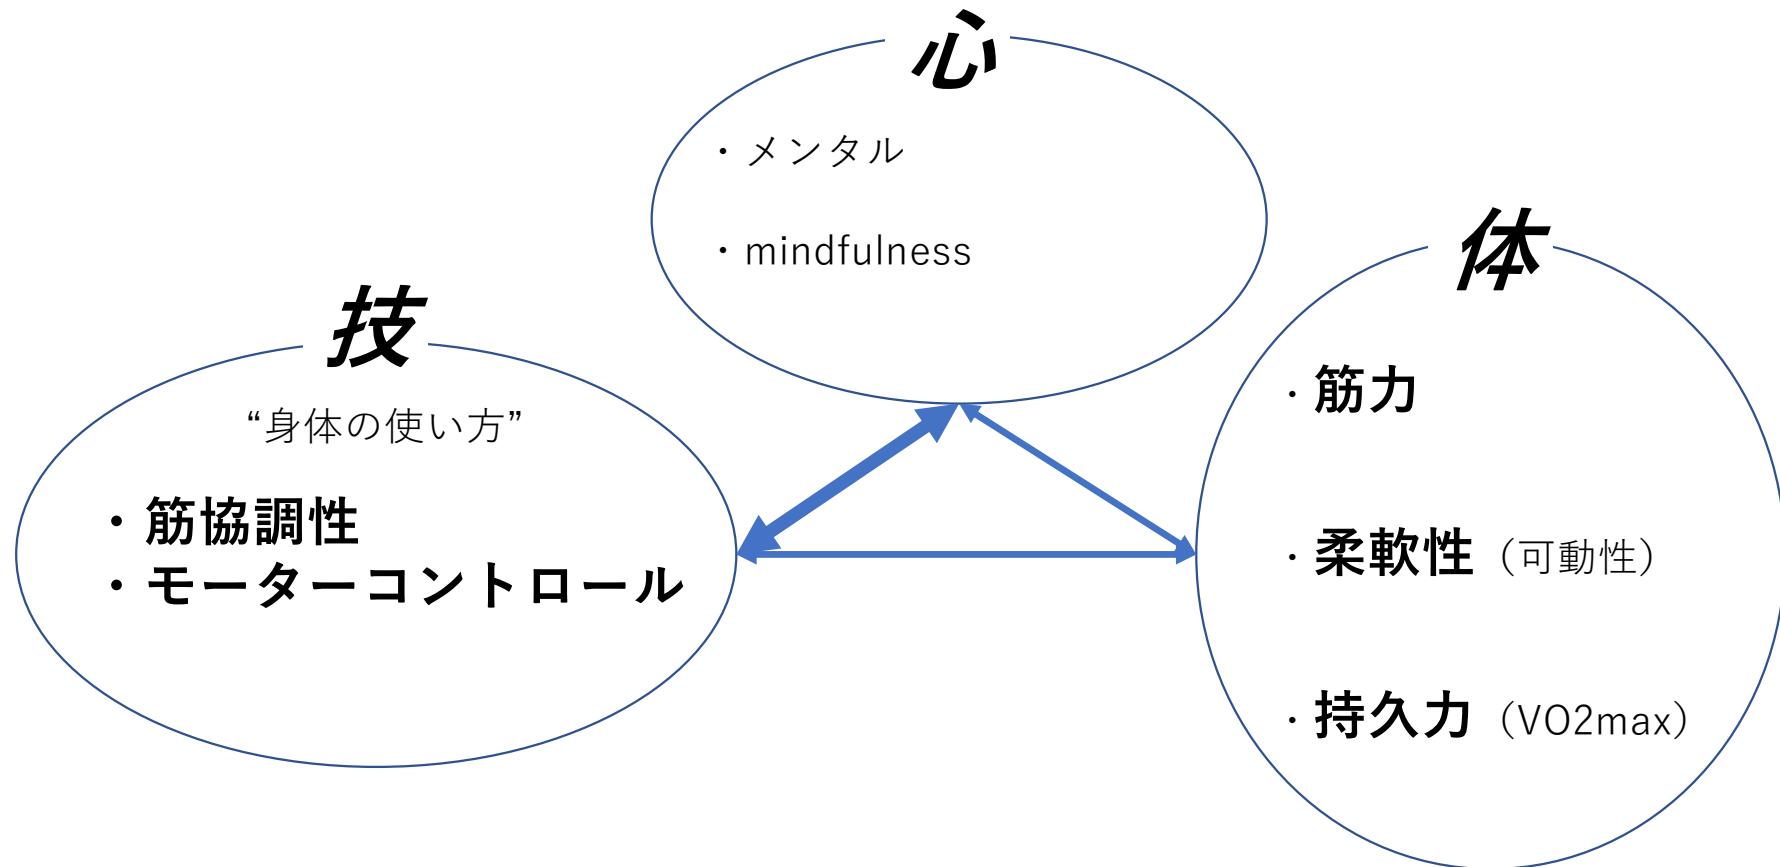 心
・メンタル
・mindfulness
技
“身体の使い方”
・筋協調性
・モーターコントロール
体
・筋力
・柔軟性（可動性）
・持久力（VO2max）